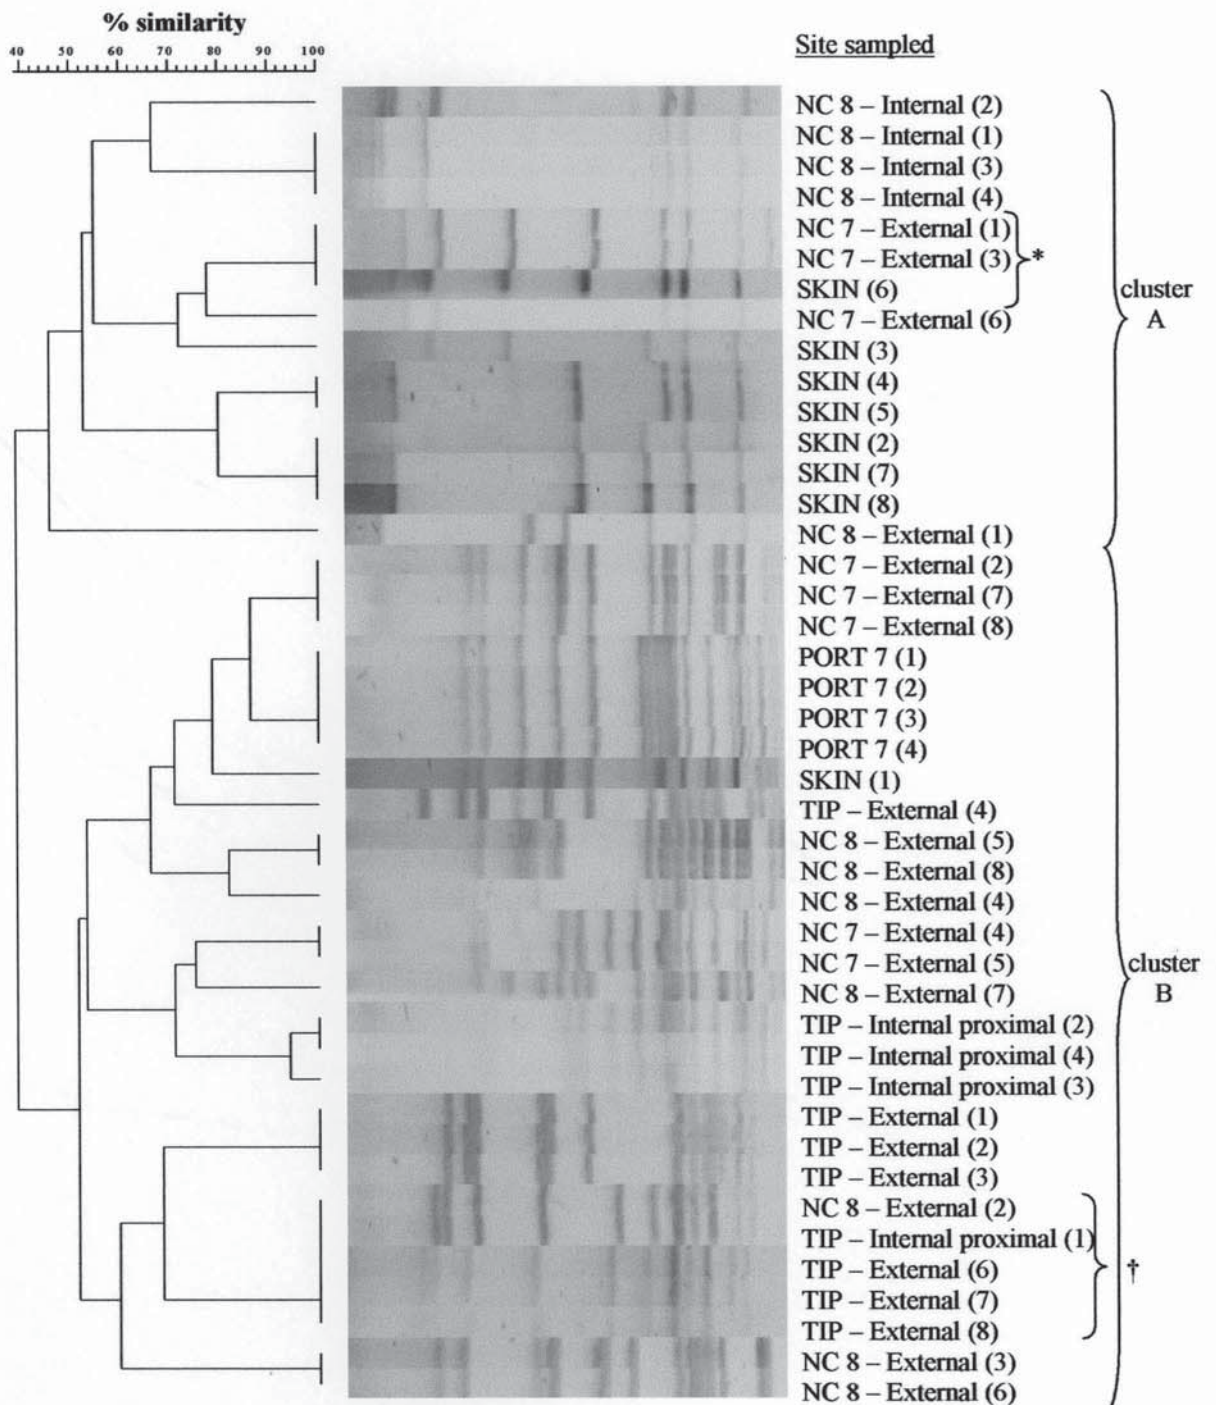 % similarity
40 50 60 70 80 90 100
Site sampled
NC 8 – Internal (2)
NC 8 – Internal (1)
NC 8 – Internal (3)
NC 8 – Internal (4)
NC 7 – External (1)
NC 7 – External (3)
*
SKIN (6)
cluster
A
NC 7 – External (6)
SKIN (3)
SKIN (4)
SKIN (5)
SKIN (2)
SKIN (7)
SKIN (8)
NC 8 – External (1)
NC 7 – External (2)
NC 7 – External (7)
NC 7 – External (8)
PORT 7 (1)
PORT 7 (2)
PORT 7 (3)
PORT 7 (4)
SKIN (1)
TIP – External (4)
NC 8 – External (5)
NC 8 – External (8)
NC 8 – External (4)
NC 7 – External (4)
NC 7 – External (5)
cluster
B
NC 8 – External (7)
TIP – Internal proximal (2)
TIP – Internal proximal (4)
TIP – Internal proximal (3)
TIP – External (1)
TIP – External (2)
TIP – External (3)
NC 8 – External (2)
TIP – Internal proximal (1)
TIP – External (6)
†
TIP – External (7)
TIP – External (8)
NC 8 – External (3)
NC 8 – External (6)